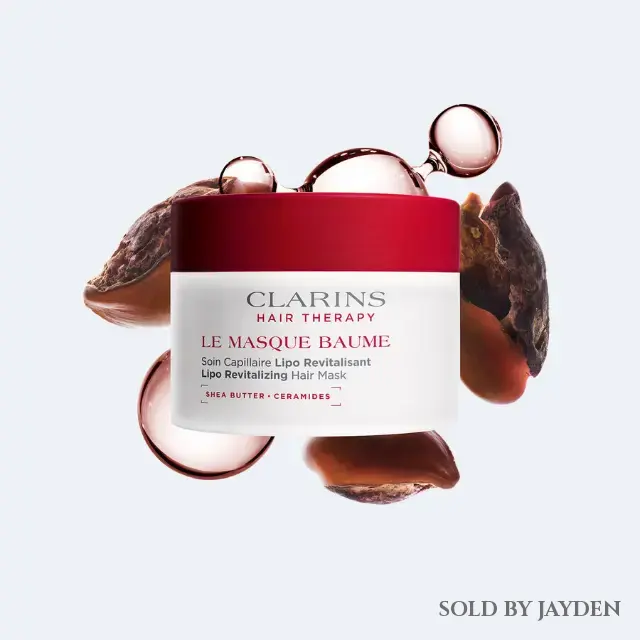 CLARINS
HAIR THERAPY
LE MASQUE BAUME
Soin Capillaire Lipo Revitalisant
Lipo Revitalizing Hair Mask
SHEA BUTTER • CERAMIDES
SOLD BY JAYDEN